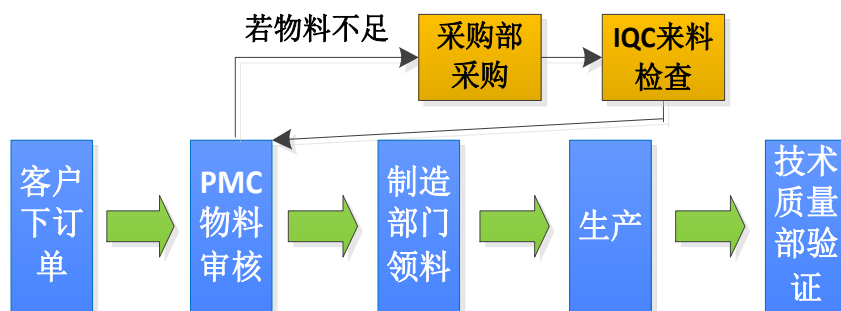 若物料不足
采购部
采购
IQC来料
检查
客户
下订
单
PMC
物料
审核
制造
部门
领料
生产
技术
质量
部验
证